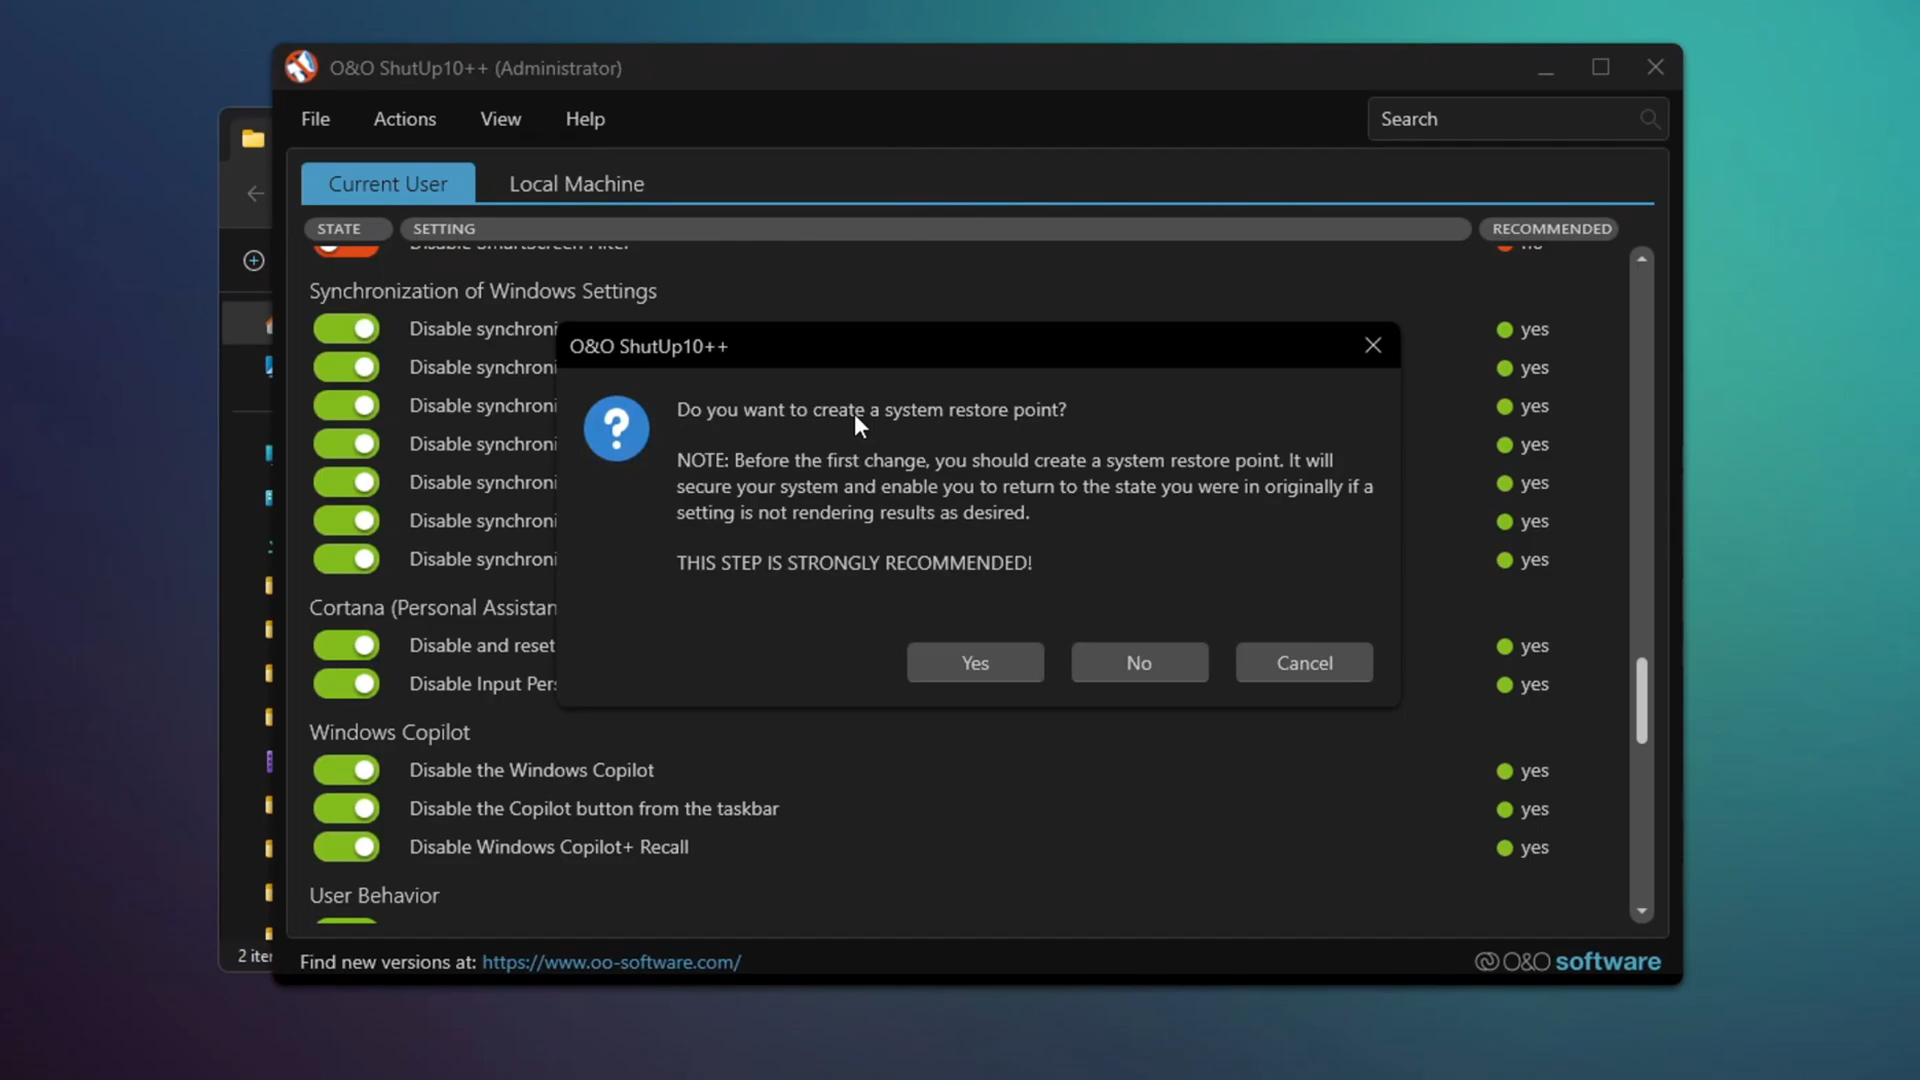 O&O ShutUp10++ (Administrator)
File Actions View Help
Search
Current User Local Machine
STATE SETTING RECOMMENDED
Disable SmartScreen Filter no
Synchronization of Windows Settings
Disable synchroni yes
Disable synchroni yes
Disable synchroni yes
Disable synchroni yes
Disable synchroni yes
Disable synchroni yes
Disable synchroni yes
O&O ShutUp10++
Do you want to create a system restore point?
NOTE: Before the first change, you should create a system restore point. It will
secure your system and enable you to return to the state you were in originally if a
setting is not rendering results as desired.
THIS STEP IS STRONGLY RECOMMENDED!
Yes No Cancel
Cortana (Personal Assistan
Disable and reset yes
Disable Input Pers yes
Windows Copilot
Disable the Windows Copilot yes
Disable the Copilot button from the taskbar yes
Disable Windows Copilot+ Recall yes
User Behavior
2 iter
Find new versions at: https://www.oo-software.com/
O&O software